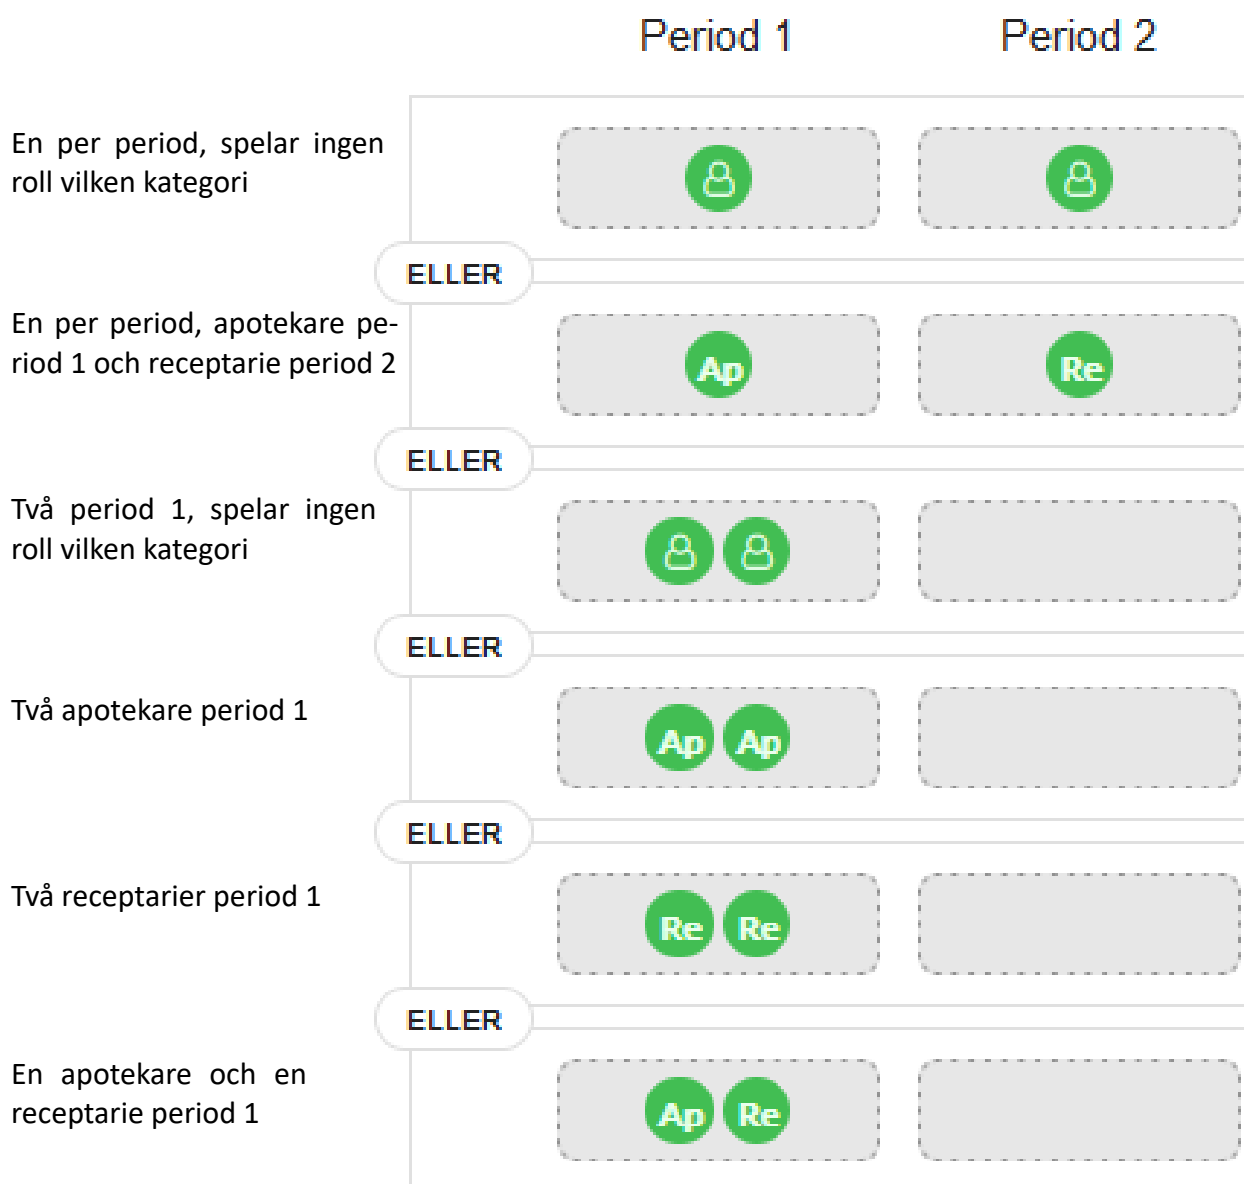 Period 1 Period 2
En per period, spelar ingen
roll vilken kategori
ELLER
En per period, apotekare pe-
riod 1 och receptarie period 2
Ap Re
ELLER
Två period 1, spelar ingen
roll vilken kategori
ELLER
Två apotekare period 1
Ap Ap
ELLER
Två receptarier period 1
Re Re
ELLER
En apotekare och en
receptarie period 1
Ap Re